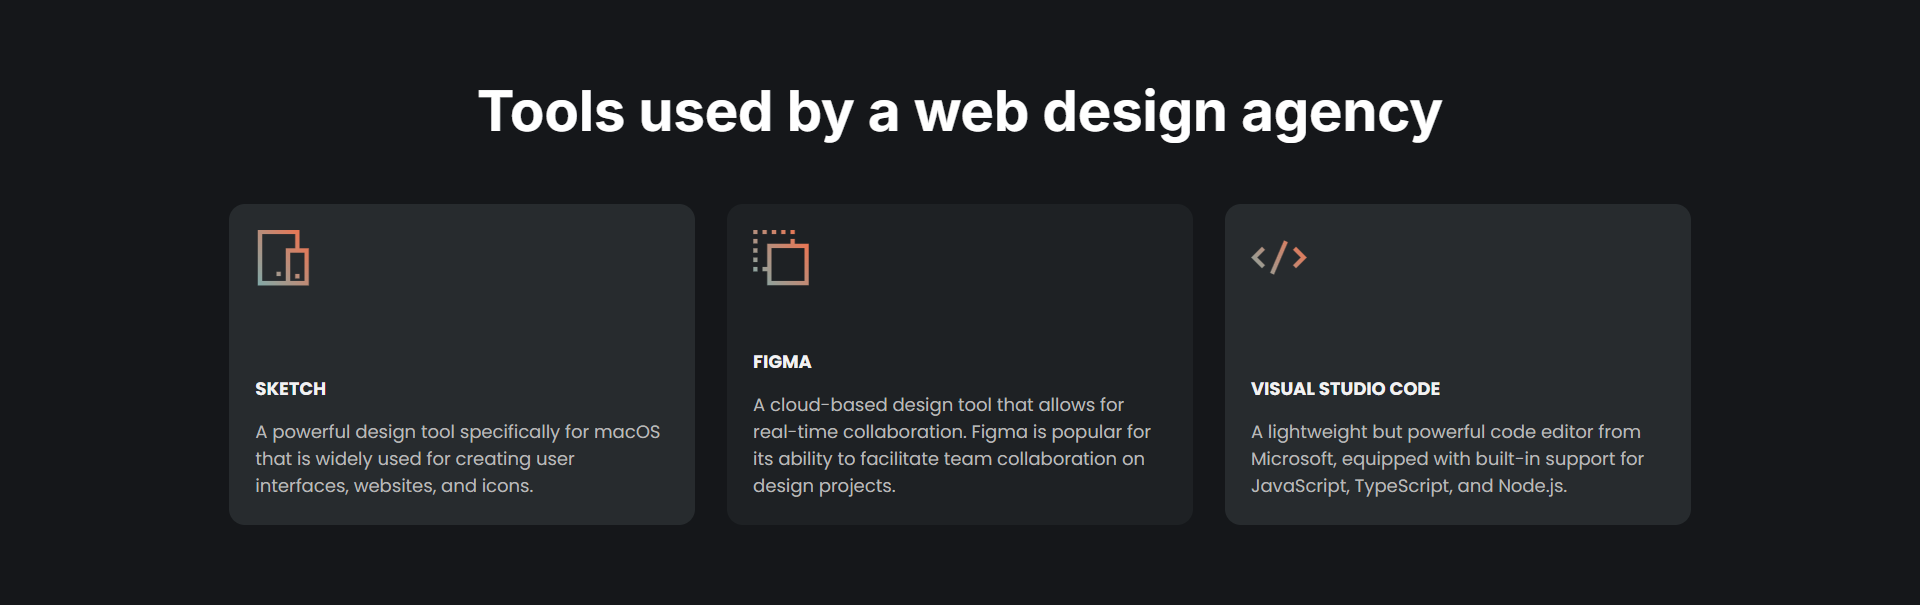 Tools used by a web design agency
SKETCH
A powerful design tool specifically for macOS
that is widely used for creating user
interfaces, websites, and icons.
FIGMA
A cloud-based design tool that allows for
real-time collaboration. Figma is popular for
its ability to facilitate team collaboration on
design projects.
VISUAL STUDIO CODE
A lightweight but powerful code editor from
Microsoft, equipped with built-in support for
JavaScript, TypeScript, and Node.js.